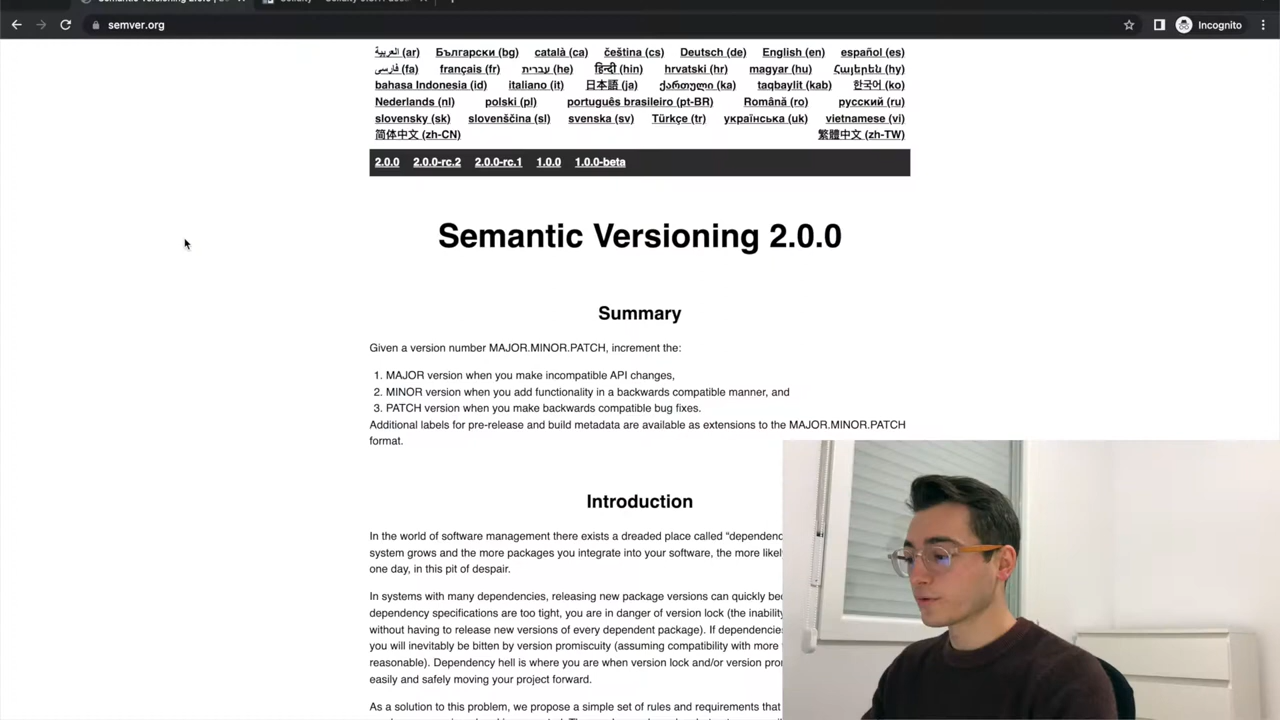 semver.org
Incognito
العربية (ar) Български (bg) català (ca) čeština (cs) Deutsch (de) English (en) español (es)
فارسی (fa) français (fr) עברית (he) हिन्दी (hin) hrvatski (hr) magyar (hu) Հայերեն (hy)
bahasa Indonesia (id) italiano (it) 日本語 (ja) ქართული (ka) taqbaylit (kab) 한국어 (ko)
Nederlands (nl) polski (pl) português brasileiro (pt-BR) Română (ro) русский (ru)
slovensky (sk) slovenščina (sl) svenska (sv) Türkçe (tr) українська (uk) vietnamese (vi)
简体中文 (zh-CN) 繁體中文 (zh-TW)
2.0.0 2.0.0-rc.2 2.0.0-rc.1 1.0.0 1.0.0-beta
Semantic Versioning 2.0.0
Summary
Given a version number MAJOR.MINOR.PATCH, increment the:
1. MAJOR version when you make incompatible API changes,
2. MINOR version when you add functionality in a backwards compatible manner, and
3. PATCH version when you make backwards compatible bug fixes.
Additional labels for pre-release and build metadata are available as extensions to the MAJOR.MINOR.PATCH
format.
Introduction
In the world of software management there exists a dreaded place called “dependenc
system grows and the more packages you integrate into your software, the more likel
one day, in this pit of despair.
In systems with many dependencies, releasing new package versions can quickly bec
dependency specifications are too tight, you are in danger of version lock (the inability
without having to release new versions of every dependent package). If dependencies
you will inevitably be bitten by version promiscuity (assuming compatibility with more
reasonable). Dependency hell is where you are when version lock and/or version pron
easily and safely moving your project forward.
As a solution to this problem, we propose a simple set of rules and requirements that